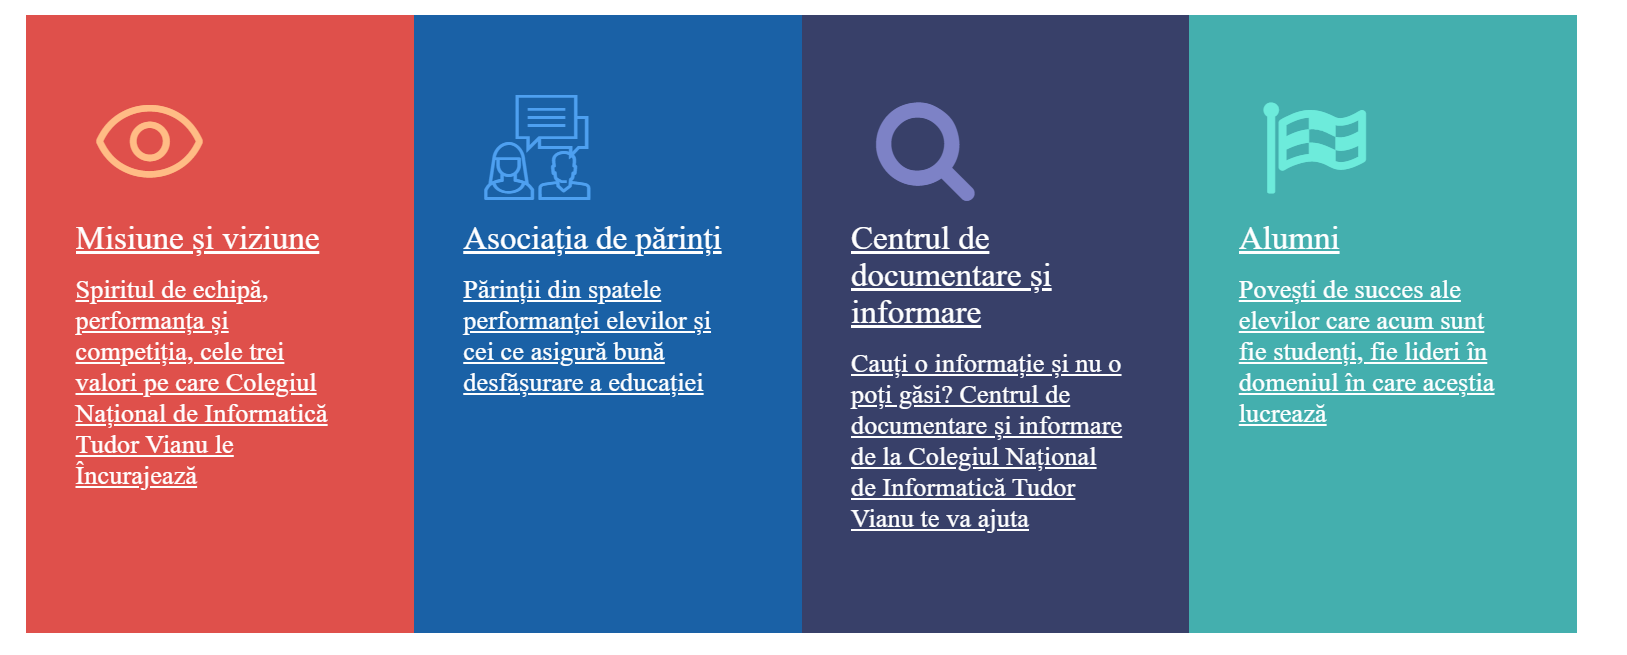 Misiune și viziune
Spiritul de echipă,
performanța și
competiția, cele trei
valori pe care Colegiul
Național de Informatică
Tudor Vianu le
Încurajează
Asociația de părinți
Părinții din spatele
performanței elevilor și
cei ce asigură bună
desfășurare a educației
Centrul de
documentare și
informare
Cauți o informație și nu o
poți găsi? Centrul de
documentare și informare
de la Colegiul Național
de Informatică Tudor
Vianu te va ajuta
Alumni
Povești de succes ale
elevilor care acum sunt
fie studenți, fie lideri în
domeniul în care aceștia
lucrează